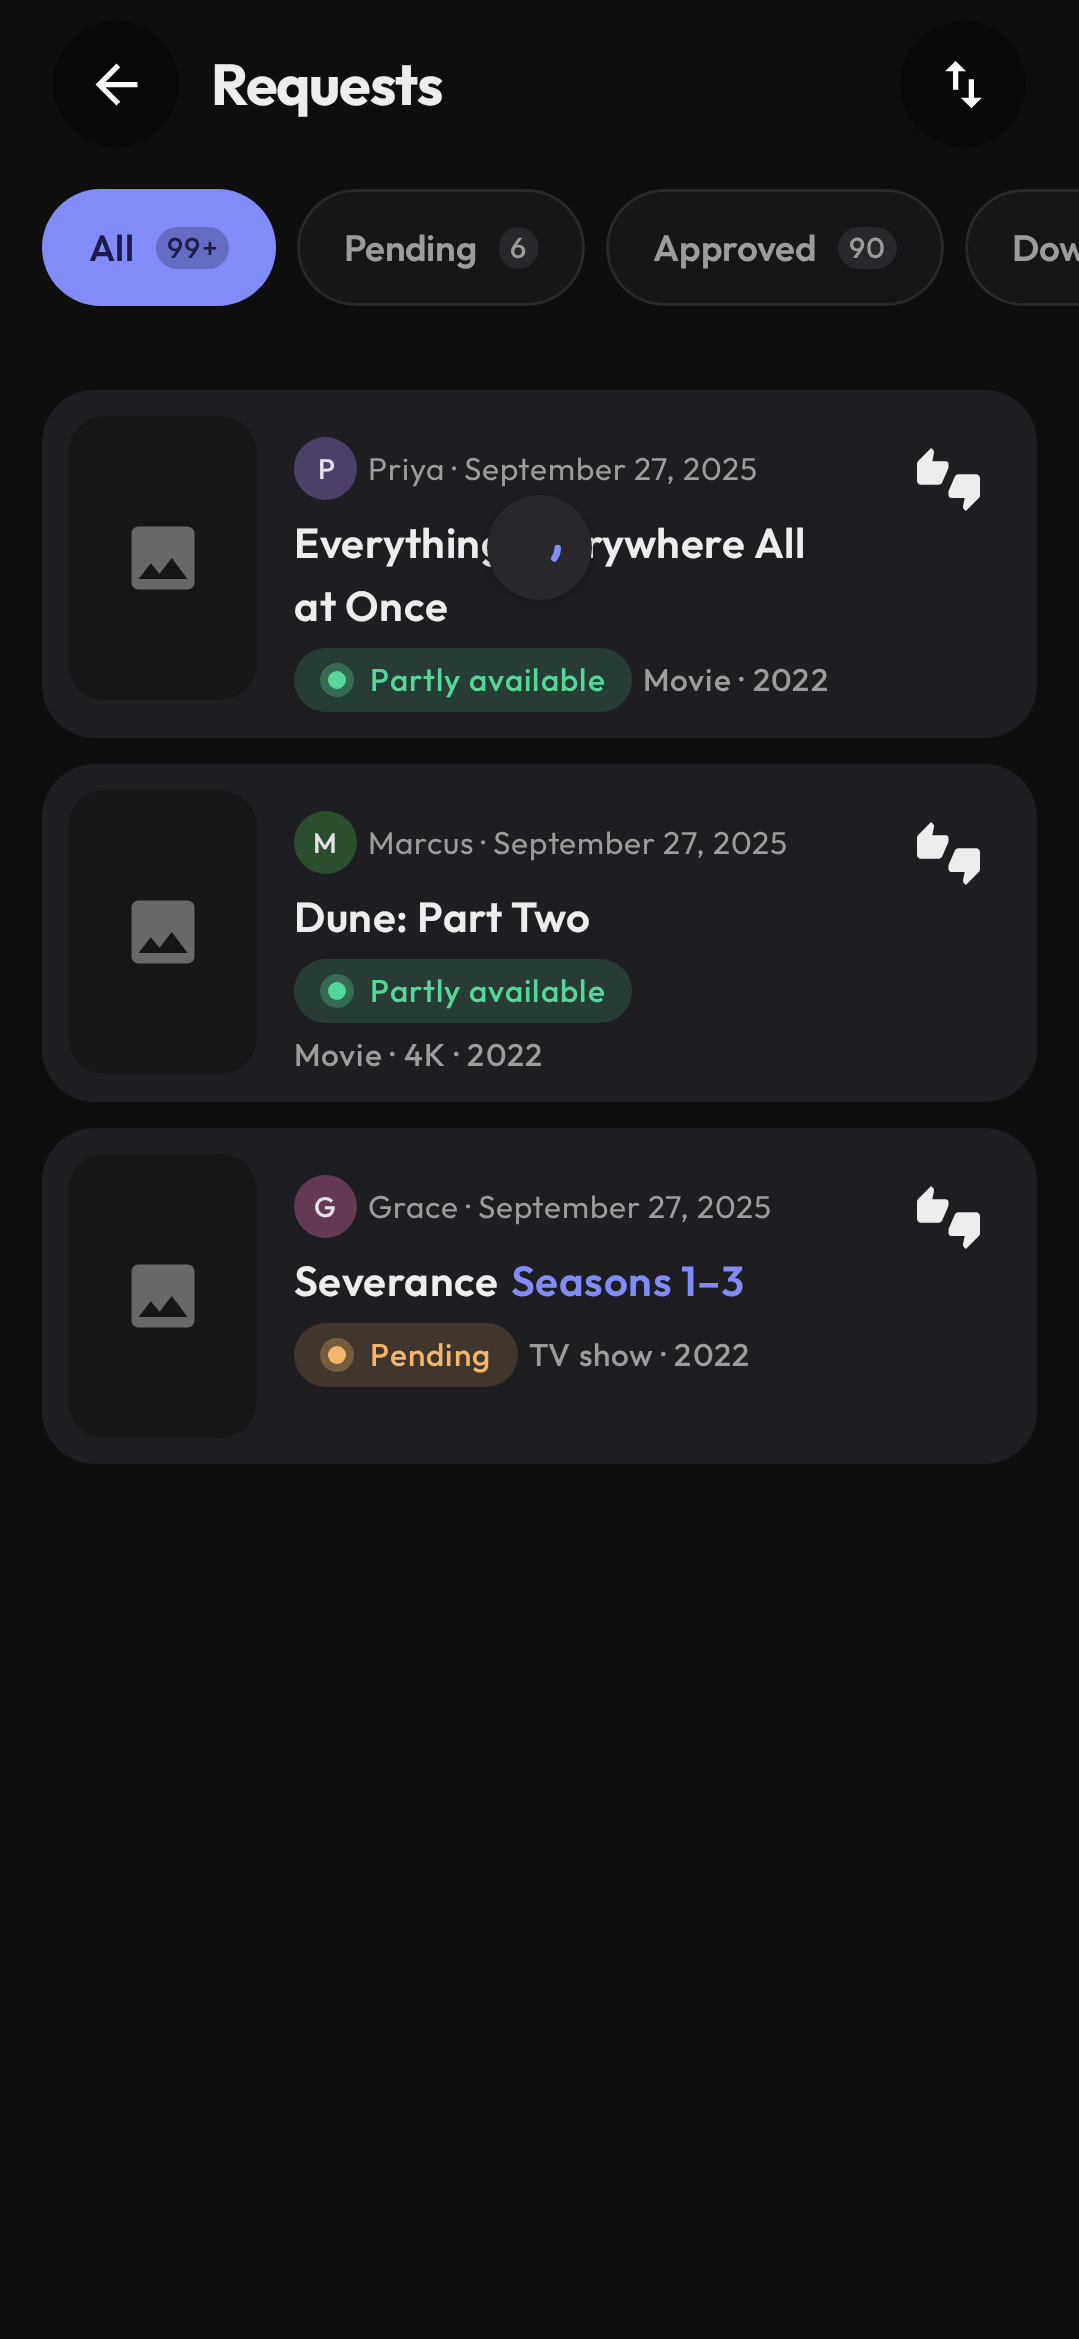 Requests
All 99+
Pending 6
Approved 90
P
Priya · September 27, 2025
All
at Once
Partly available
Movie · 2022
M
Marcus · September 27, 2025
Dune: Part Two
Partly available
Movie · 4K · 2022
G
Grace · September 27, 2025
Severance Seasons 1–3
Pending
TV show · 2022